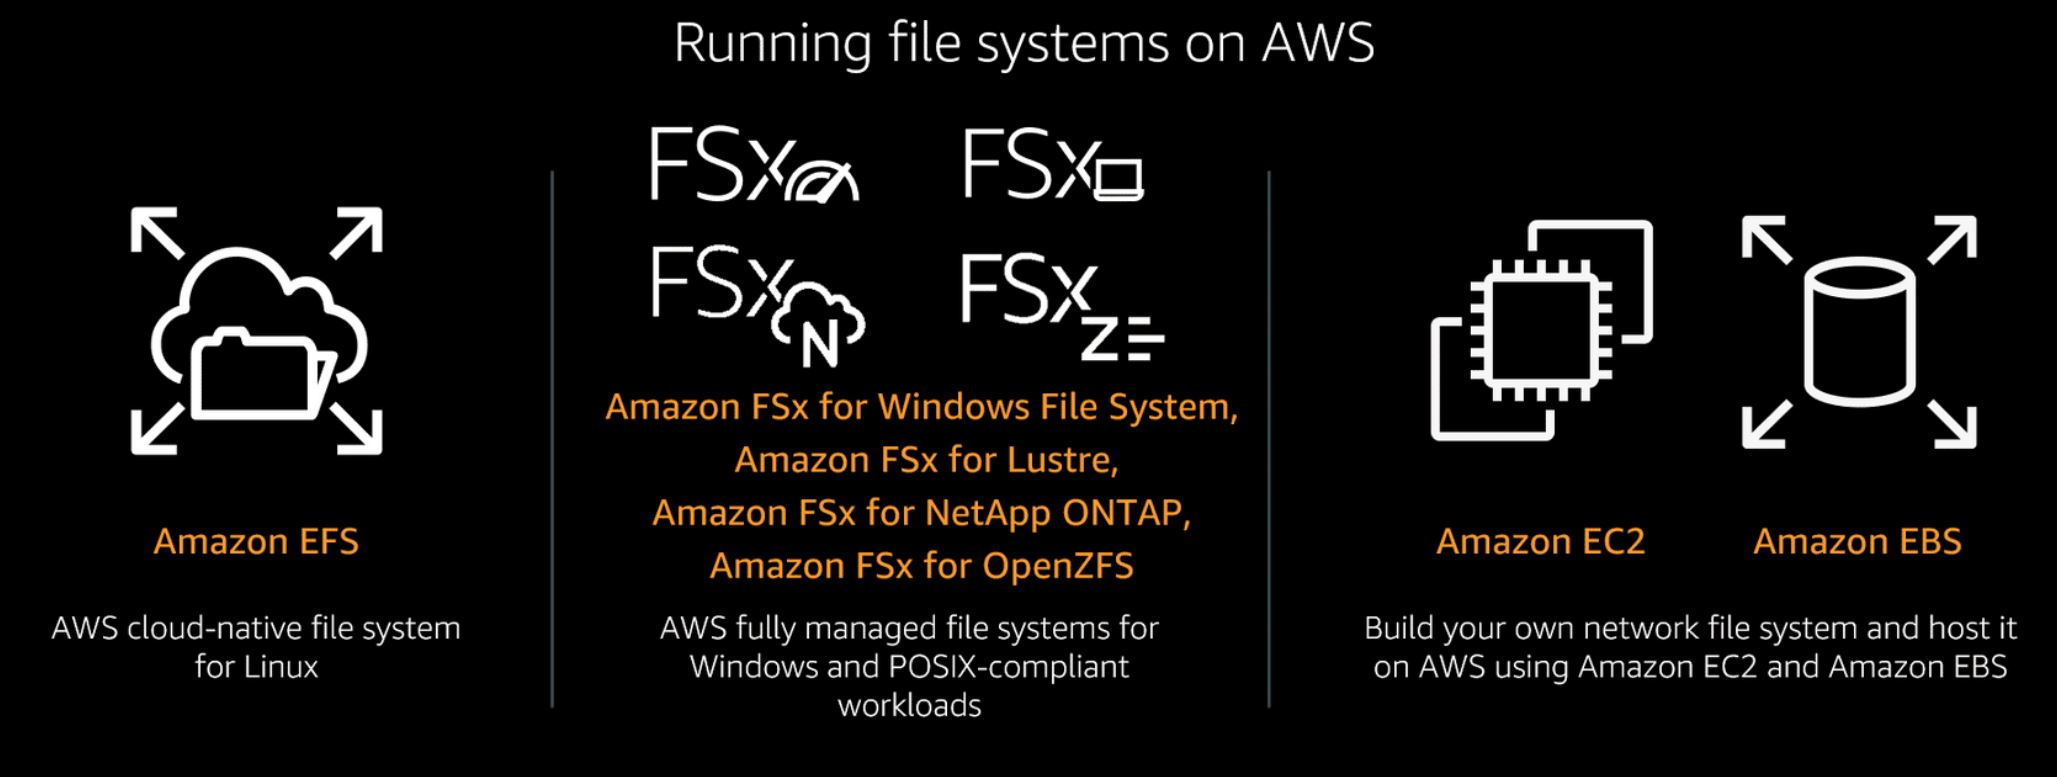 Running file systems on AWS
Amazon EFS
AWS cloud-native file system
for Linux
FSx
FSx
FSx
N
FSx
Z
Amazon FSx for Windows File System,
Amazon FSx for Lustre,
Amazon FSx for NetApp ONTAP,
Amazon FSx for OpenZFS
AWS fully managed file systems for
Windows and POSIX-compliant
workloads
Amazon EC2
Amazon EBS
Build your own network file system and host it
on AWS using Amazon EC2 and Amazon EBS